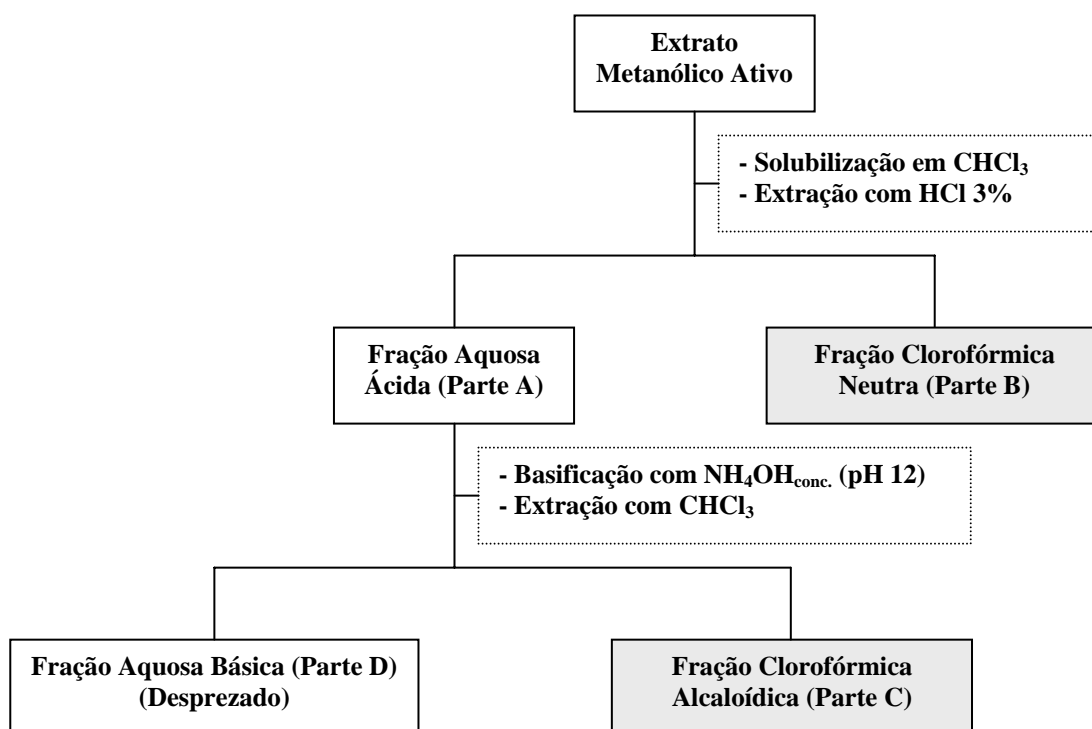 Extrato
Metanólico Ativo
- Solubilização em CHCl₃
- Extração com HCl 3%
Fração Aquosa
Ácida (Parte A)
Fração Clorofórmica
Neutra (Parte B)
- Basificação com NH₄OHconc. (pH 12)
- Extração com CHCl₃
Fração Aquosa Básica (Parte D)
(Desprezado)
Fração Clorofórmica
Alcaloídica (Parte C)